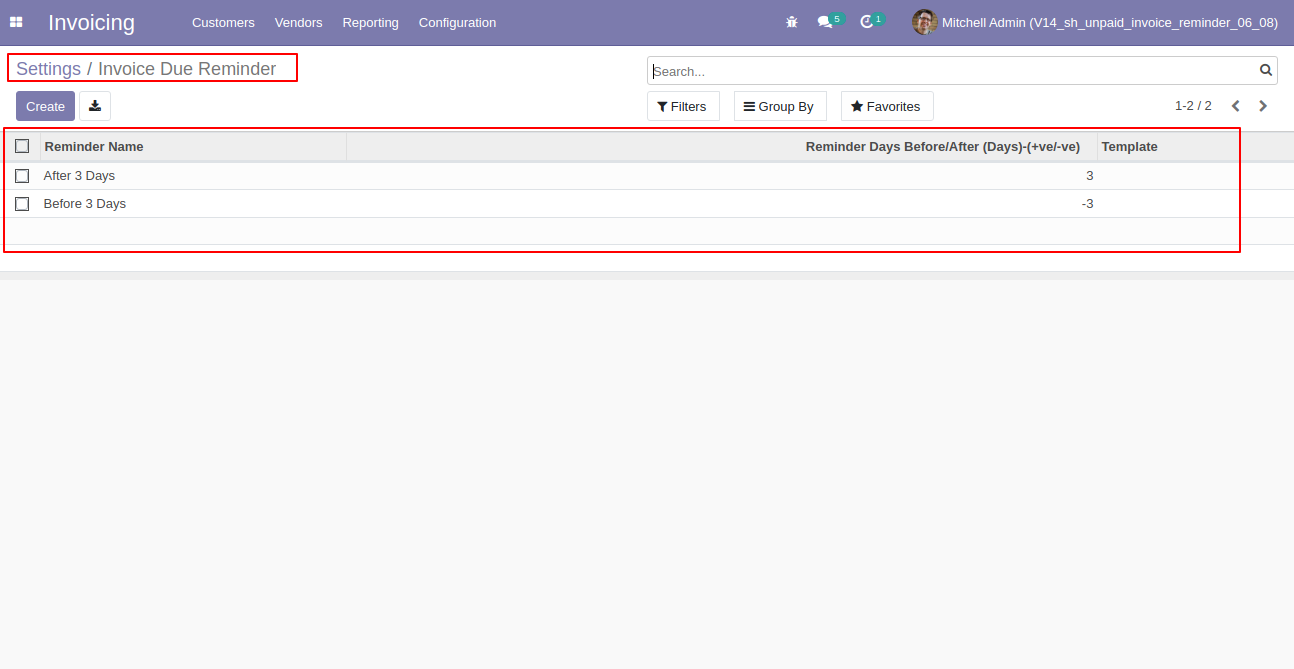 Invoicing Customers Vendors Reporting Configuration 5 1 Mitchell Admin (V14_sh_unpaid_invoice_reminder_06_08)
Settings / Invoice Due Reminder
Search...
Create
Filters Group By Favorites 1-2 / 2
Reminder Name Reminder Days Before/After (Days)-(+ve/-ve) Template
After 3 Days 3
Before 3 Days -3